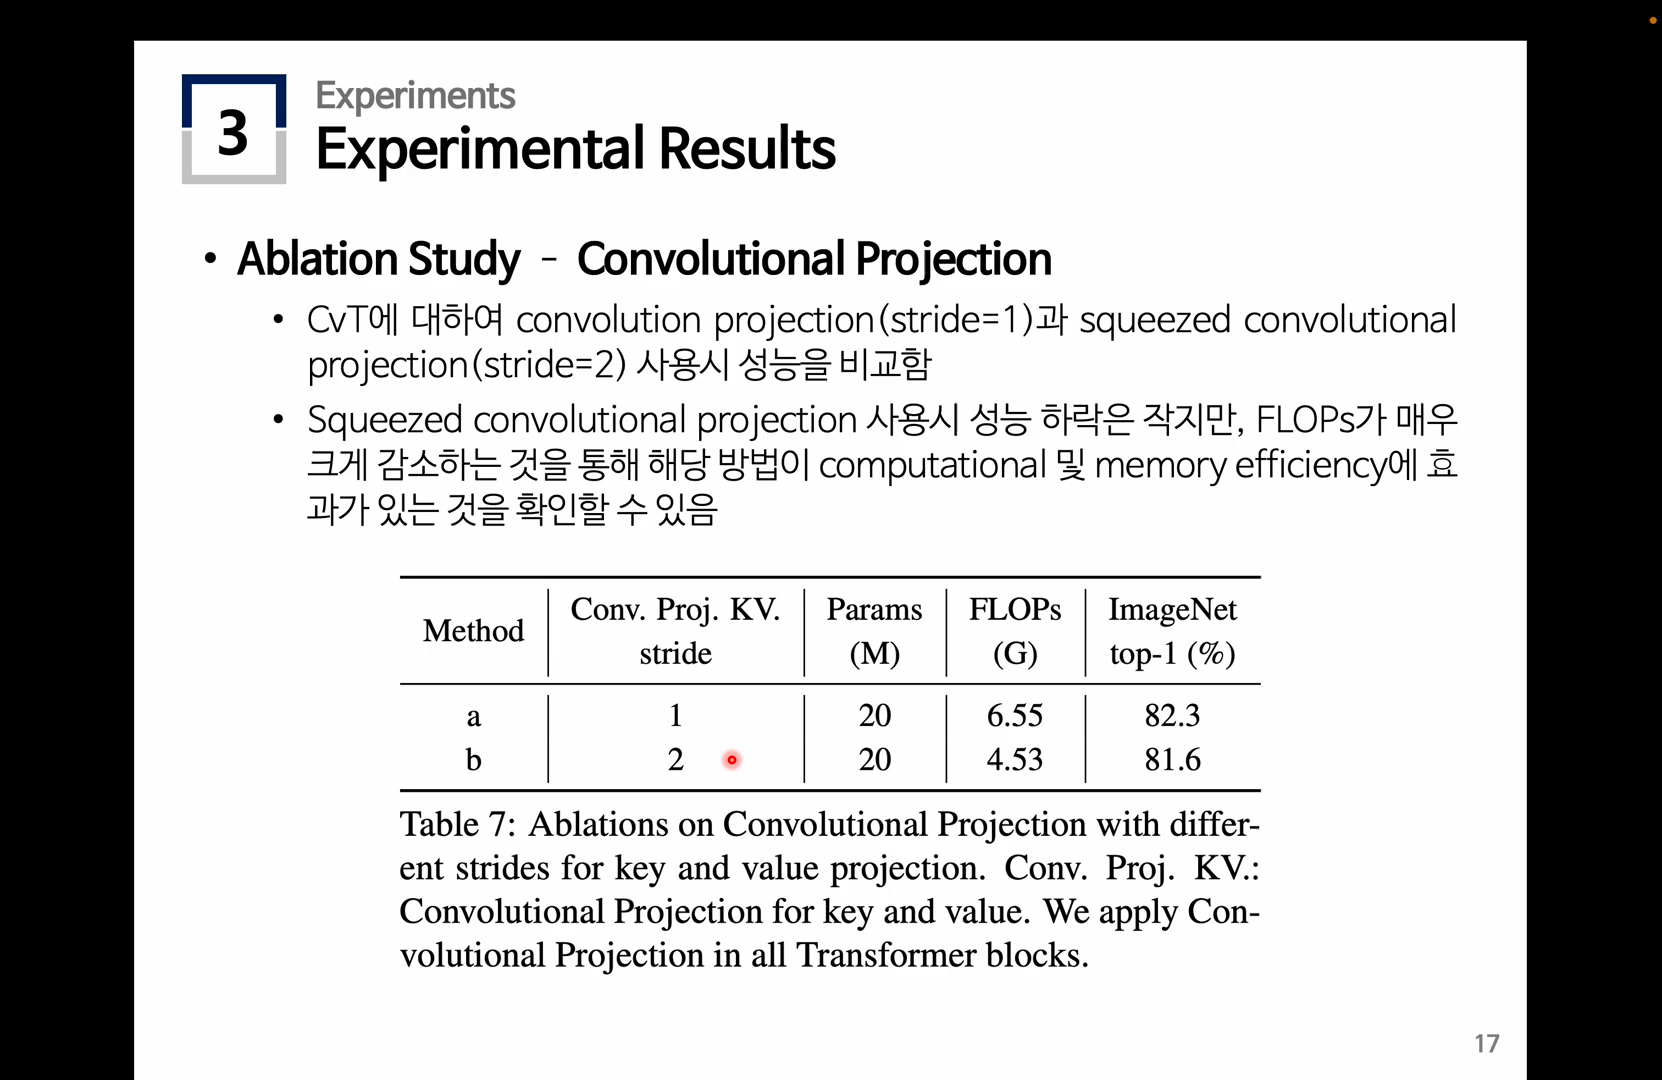 3
Experiments
Experimental Results
• Ablation Study – Convolutional Projection
• CvT에 대하여 convolution projection(stride=1)과 squeezed convolutional
projection(stride=2) 사용시 성능을 비교함
• Squeezed convolutional projection 사용시 성능 하락은 작지만, FLOPs가 매우
크게 감소하는 것을 통해 해당 방법이 computational 및 memory efficiency에 효
과가 있는 것을 확인할 수 있음
Method | Conv. Proj. KV. stride | Params (M) | FLOPs (G) | ImageNet top-1 (%)
a | 1 | 20 | 6.55 | 82.3
b | 2 | 20 | 4.53 | 81.6
Table 7: Ablations on Convolutional Projection with differ-
ent strides for key and value projection. Conv. Proj. KV.:
Convolutional Projection for key and value. We apply Con-
volutional Projection in all Transformer blocks.
17